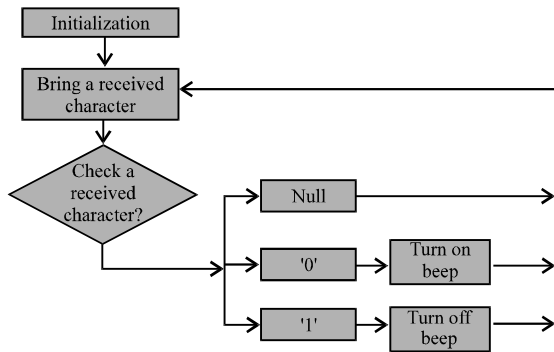 Initialization
Bring a received
character
Check a
received
character?
Null
'0'
Turn on
beep
'1'
Turn off
beep